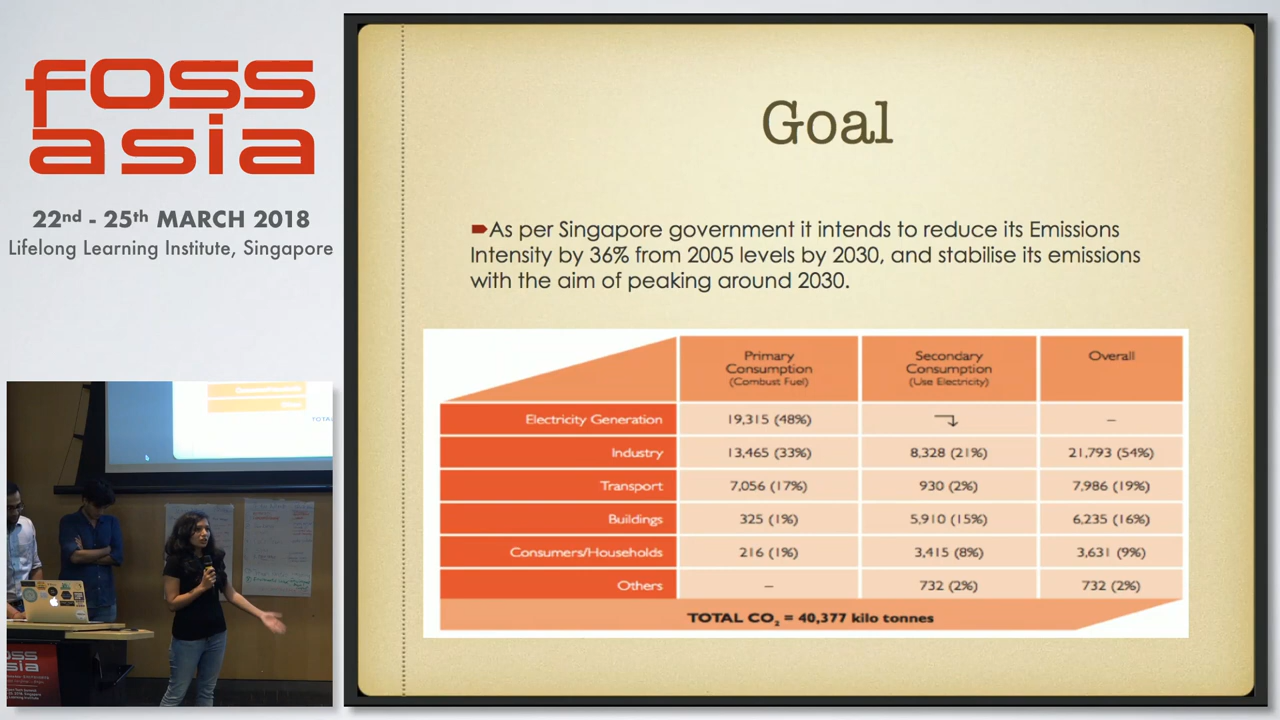 foss
asia
22nd - 25th MARCH 2018
Lifelong Learning Institute, Singapore
Goal
As per Singapore government it intends to reduce its Emissions
Intensity by 36% from 2005 levels by 2030, and stabilise its emissions
with the aim of peaking around 2030.
Primary Consumption (Combust Fuel) Secondary Consumption (Use Electricity) Overall
Electricity Generation 19,315 (48%) –
Industry 13,465 (33%) 8,328 (21%) 21,793 (54%)
Transport 7,056 (17%) 930 (2%) 7,986 (19%)
Buildings 325 (1%) 5,910 (15%) 6,235 (16%)
Consumers/Households 216 (1%) 3,415 (8%) 3,631 (9%)
Others – 732 (2%) 732 (2%)
TOTAL CO₂ = 40,377 kilo tonnes
TOTA
ssi
asia